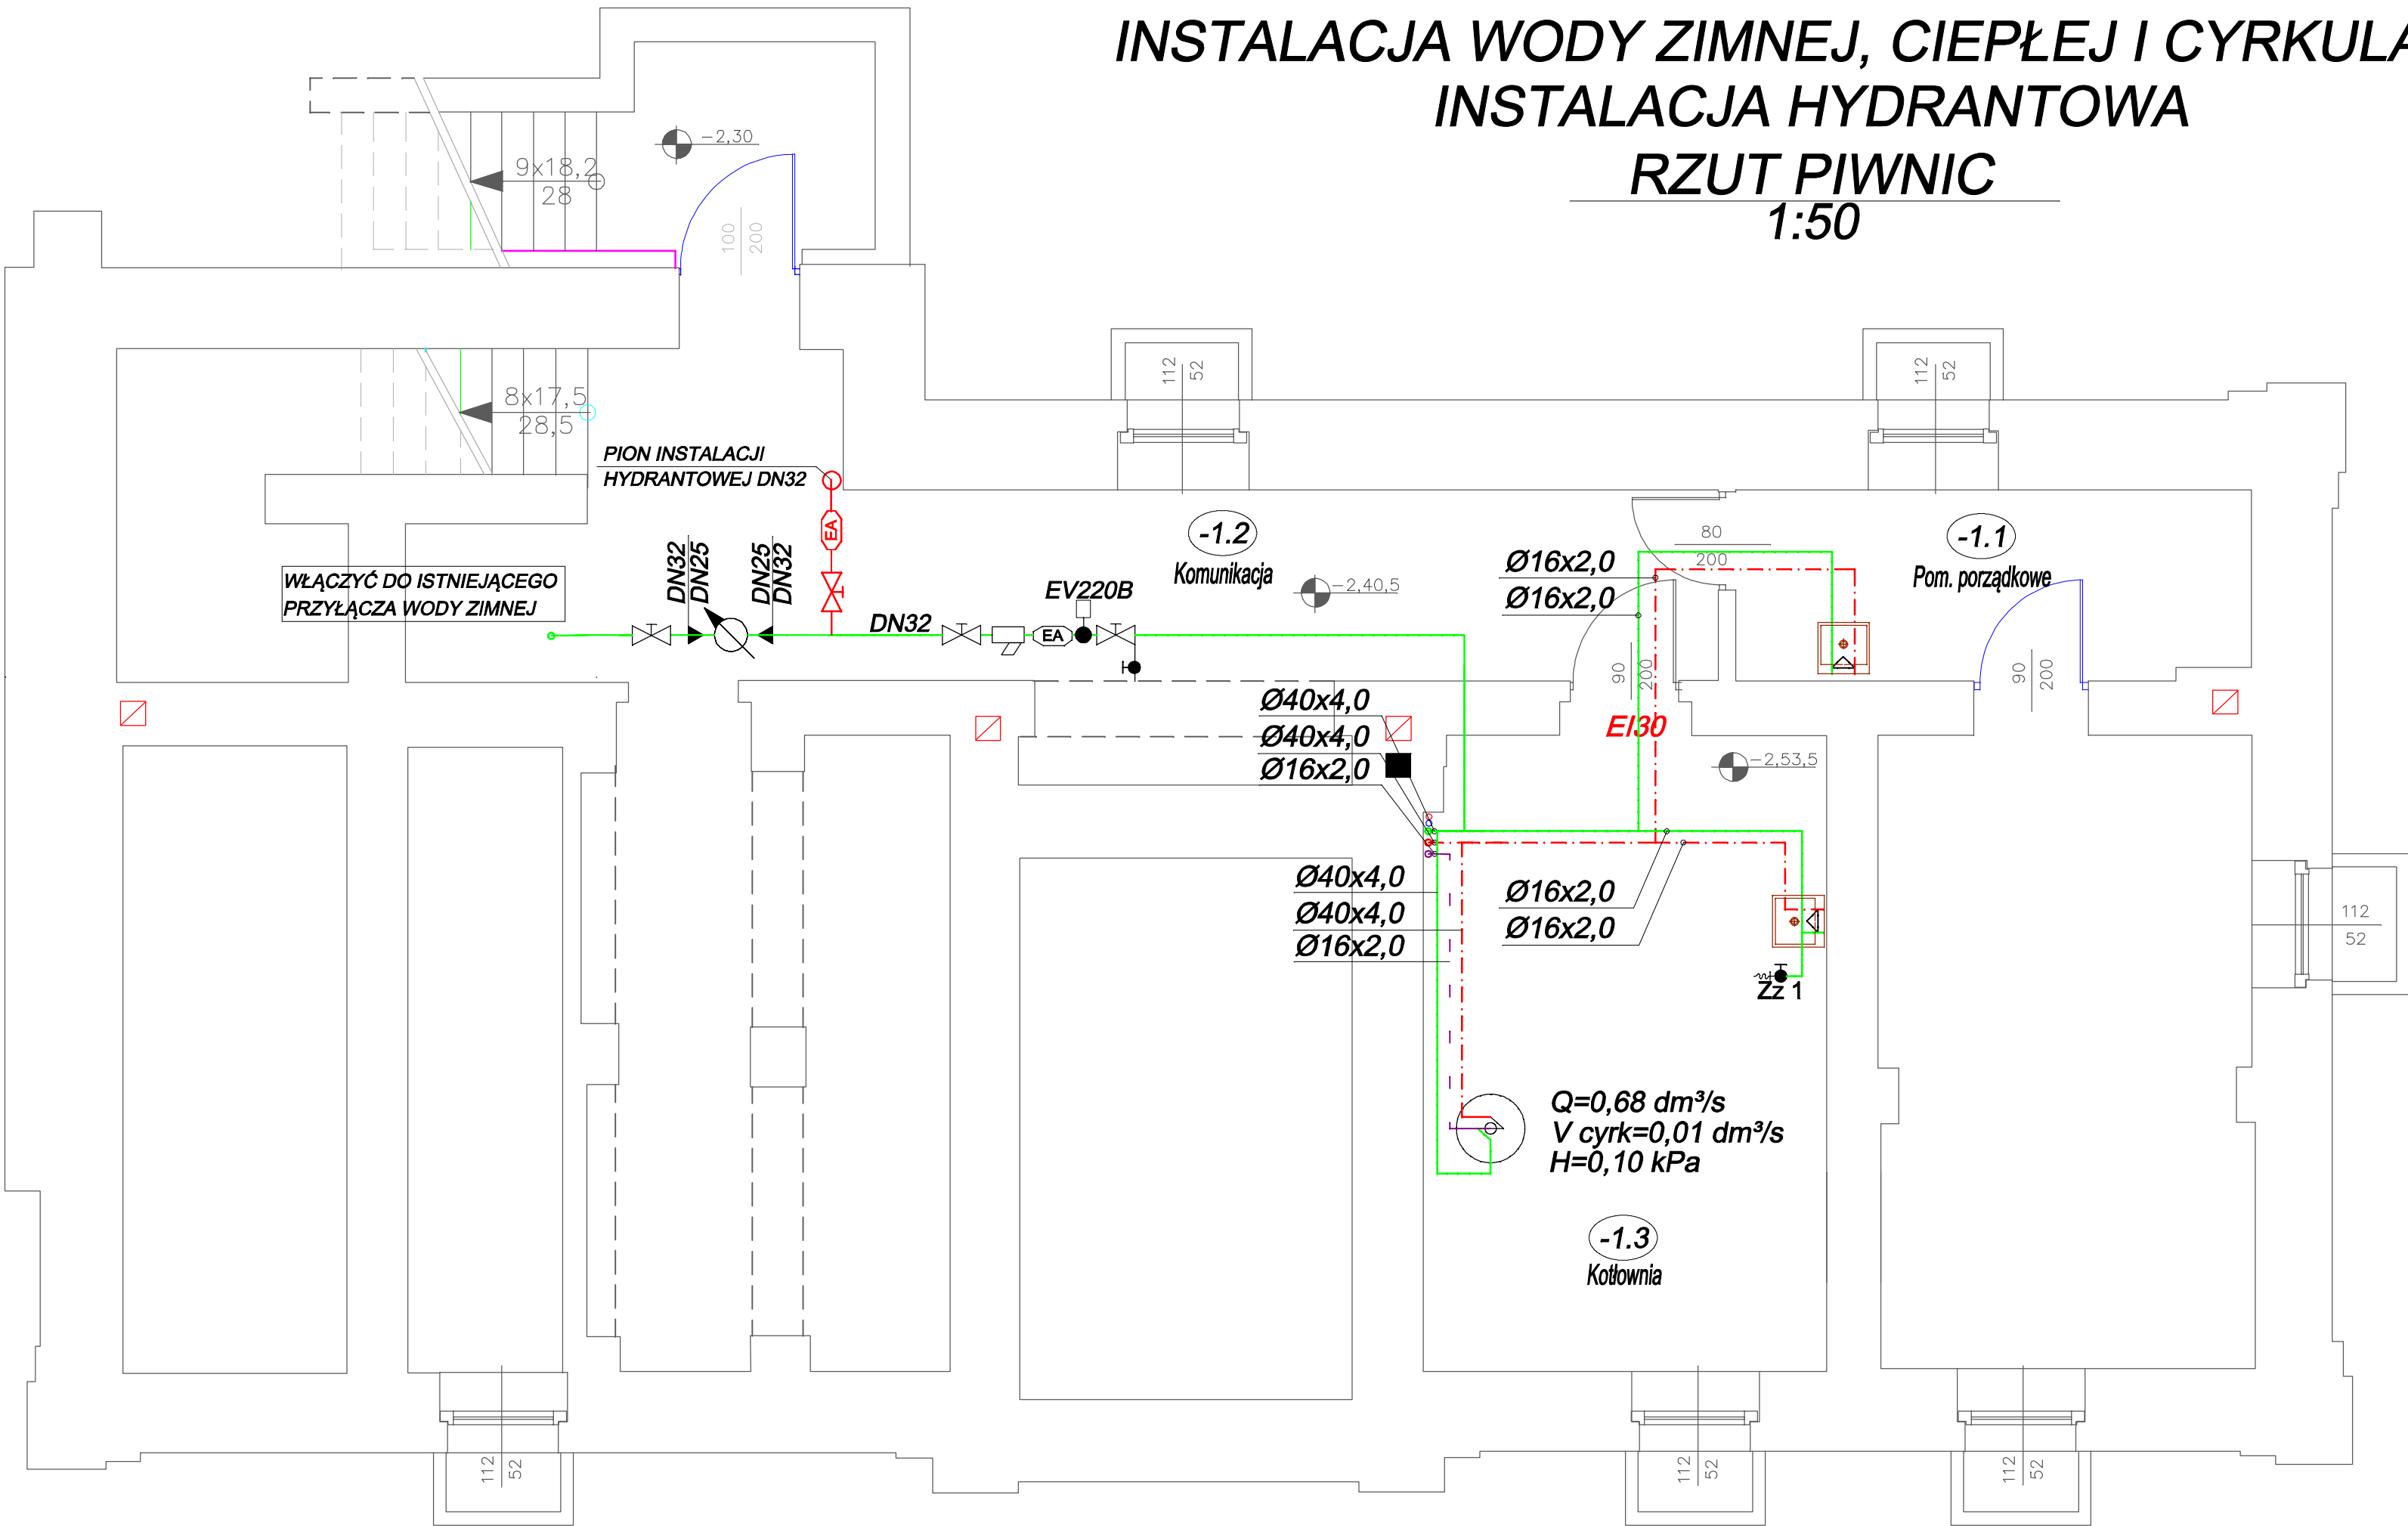 INSTALACJA WODY ZIMNEJ, CIEPŁEJ I CYRKULA
INSTALACJA HYDRANTOWA
RZUT PIWNIC
1:50
-2,30
9x18,2
28
100
200
112
52
112
52
8x17,5
28,5
PION INSTALACJI
HYDRANTOWEJ DN32
EA
-1.2
Komunikacja
-2,40,5
80
200
-1.1
Pom. porządkowe
WŁĄCZYĆ DO ISTNIEJĄCEGO
PRZYŁĄCZA WODY ZIMNEJ
DN32
DN25
DN25
DN32
DN32
EA
EV220B
Ø16x2,0
Ø16x2,0
90
200
90
200
EI30
Ø40x4,0
Ø40x4,0
Ø16x2,0
-2,53,5
Ø40x4,0
Ø40x4,0
Ø16x2,0
Ø16x2,0
Ø16x2,0
112
52
Zz 1
Q=0,68 dm³/s
V cyrk=0,01 dm³/s
H=0,10 kPa
-1.3
Kotłownia
112
52
112
52
112
52